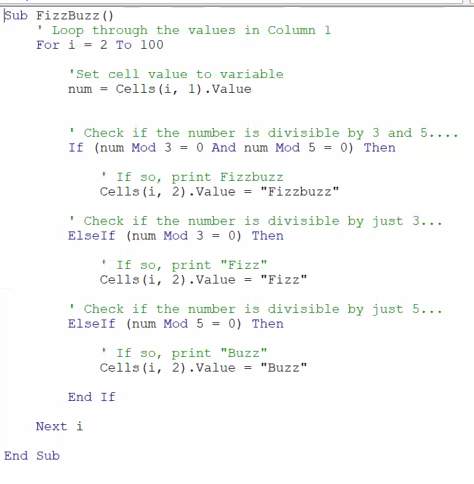 Sub FizzBuzz()
' Loop through the values in Column 1
For i = 2 To 100
'Set cell value to variable
num = Cells(i, 1).Value
' Check if the number is divisible by 3 and 5....
If (num Mod 3 = 0 And num Mod 5 = 0) Then
' If so, print Fizzbuzz
Cells(i, 2).Value = "Fizzbuzz"
' Check if the number is divisible by just 3...
ElseIf (num Mod 3 = 0) Then
' If so, print "Fizz"
Cells(i, 2).Value = "Fizz"
' Check if the number is divisible by just 5...
ElseIf (num Mod 5 = 0) Then
' If so, print "Buzz"
Cells(i, 2).Value = "Buzz"
End If
Next i
End Sub